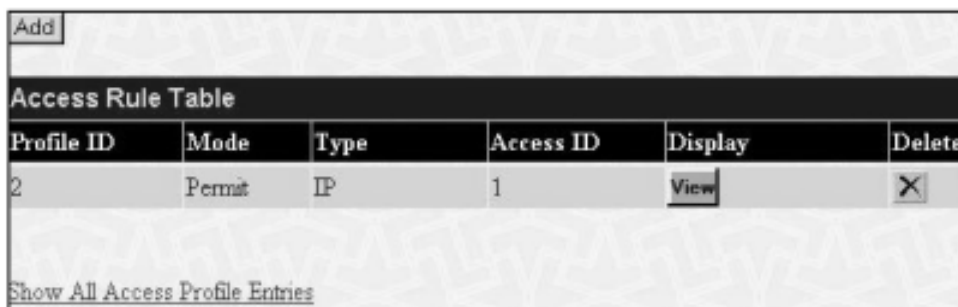 Add
Access Rule Table
Profile ID Mode Type Access ID Display Delete
2 Permit IP 1 View
Show All Access Profile Entries